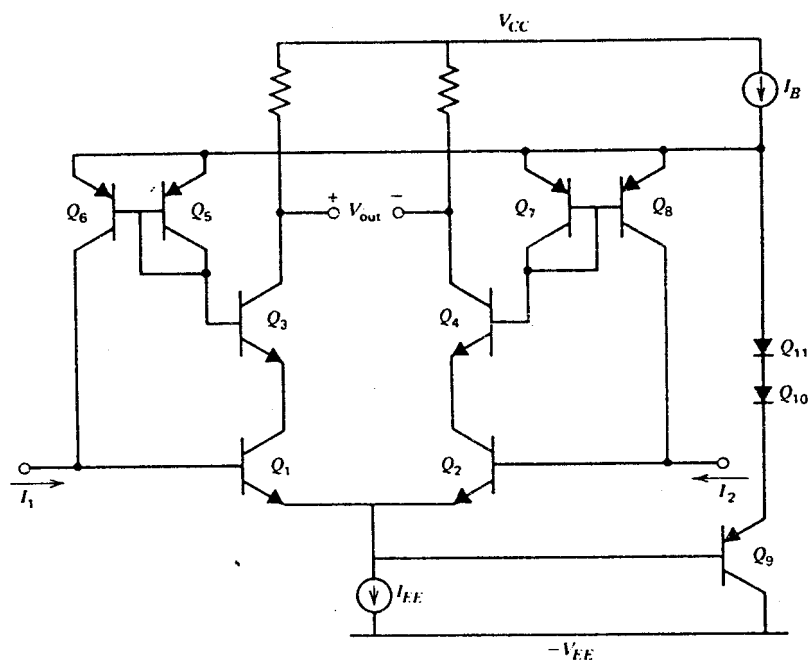 V_CC
I_B
Q_6
Q_5
+ V_out −
Q_7
Q_8
Q_3
Q_4
Q_11
Q_10
Q_1
Q_2
I_1
I_2
Q_9
I_EE
−V_EE